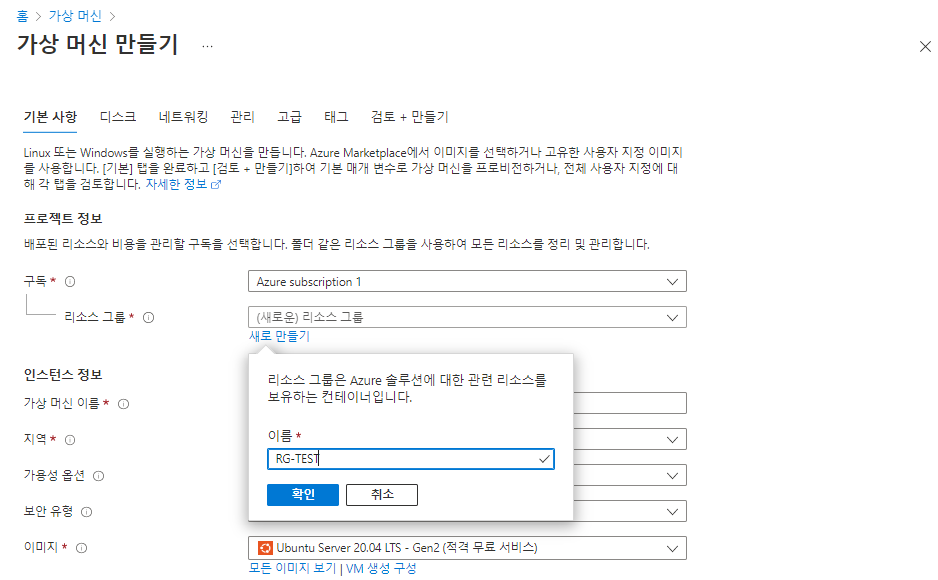 홈 > 가상 머신 >
가상 머신 만들기 ...
기본 사항 디스크 네트워킹 관리 고급 태그 검토 + 만들기
Linux 또는 Windows를 실행하는 가상 머신을 만듭니다. Azure Marketplace에서 이미지를 선택하거나 고유한 사용자 지정 이미지
를 사용합니다. [기본] 탭을 완료하고 [검토 + 만들기]하여 기본 매개 변수로 가상 머신을 프로비전하거나, 전체 사용자 지정에 대
해 각 탭을 검토합니다. 자세한 정보
프로젝트 정보
배포된 리소스와 비용을 관리할 구독을 선택합니다. 폴더 같은 리소스 그룹을 사용하여 모든 리소스를 정리 및 관리합니다.
구독 * Azure subscription 1
리소스 그룹 * (새로운) 리소스 그룹
새로 만들기
리소스 그룹은 Azure 솔루션에 대한 관련 리소스를
보유하는 컨테이너입니다.
이름 *
RG-TEST
확인 취소
인스턴스 정보
가상 머신 이름 *
지역 *
가용성 옵션
보안 유형
이미지 * Ubuntu Server 20.04 LTS - Gen2 (적격 무료 서비스)
모든 이미지 보기 | VM 생성 구성